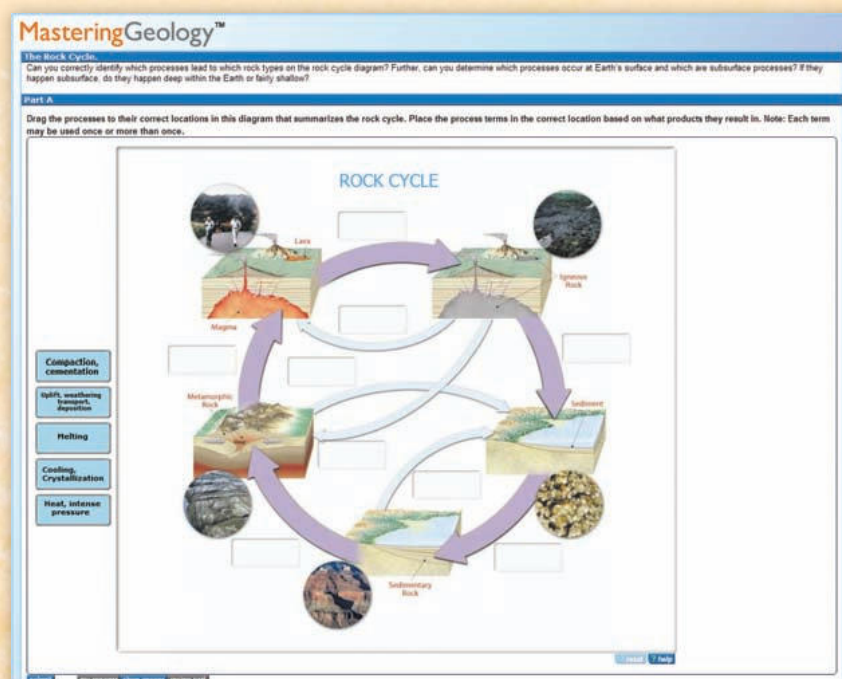 MasteringGeology™
The Rock Cycle.
Can you correctly identify which processes lead to which rock types on the rock cycle diagram? Further, can you determine which processes occur at Earth's surface and which are subsurface processes? If they
happen subsurface, do they happen deep within the Earth or fairly shallow?
Part A
Drag the processes to their correct locations in this diagram that summarizes the rock cycle. Place the process terms in the correct location based on what products they result in. Note: Each term
may be used once or more than once.
ROCK CYCLE
Lava
Igneous
Rock
Magma
Compaction,
cementation
Uplift, weathering
transport,
deposition
Melting
Cooling,
Crystallization
Heat, intense
pressure
Metamorphic
Rock
Sediment
Sedimentary
Rock
reset
? help